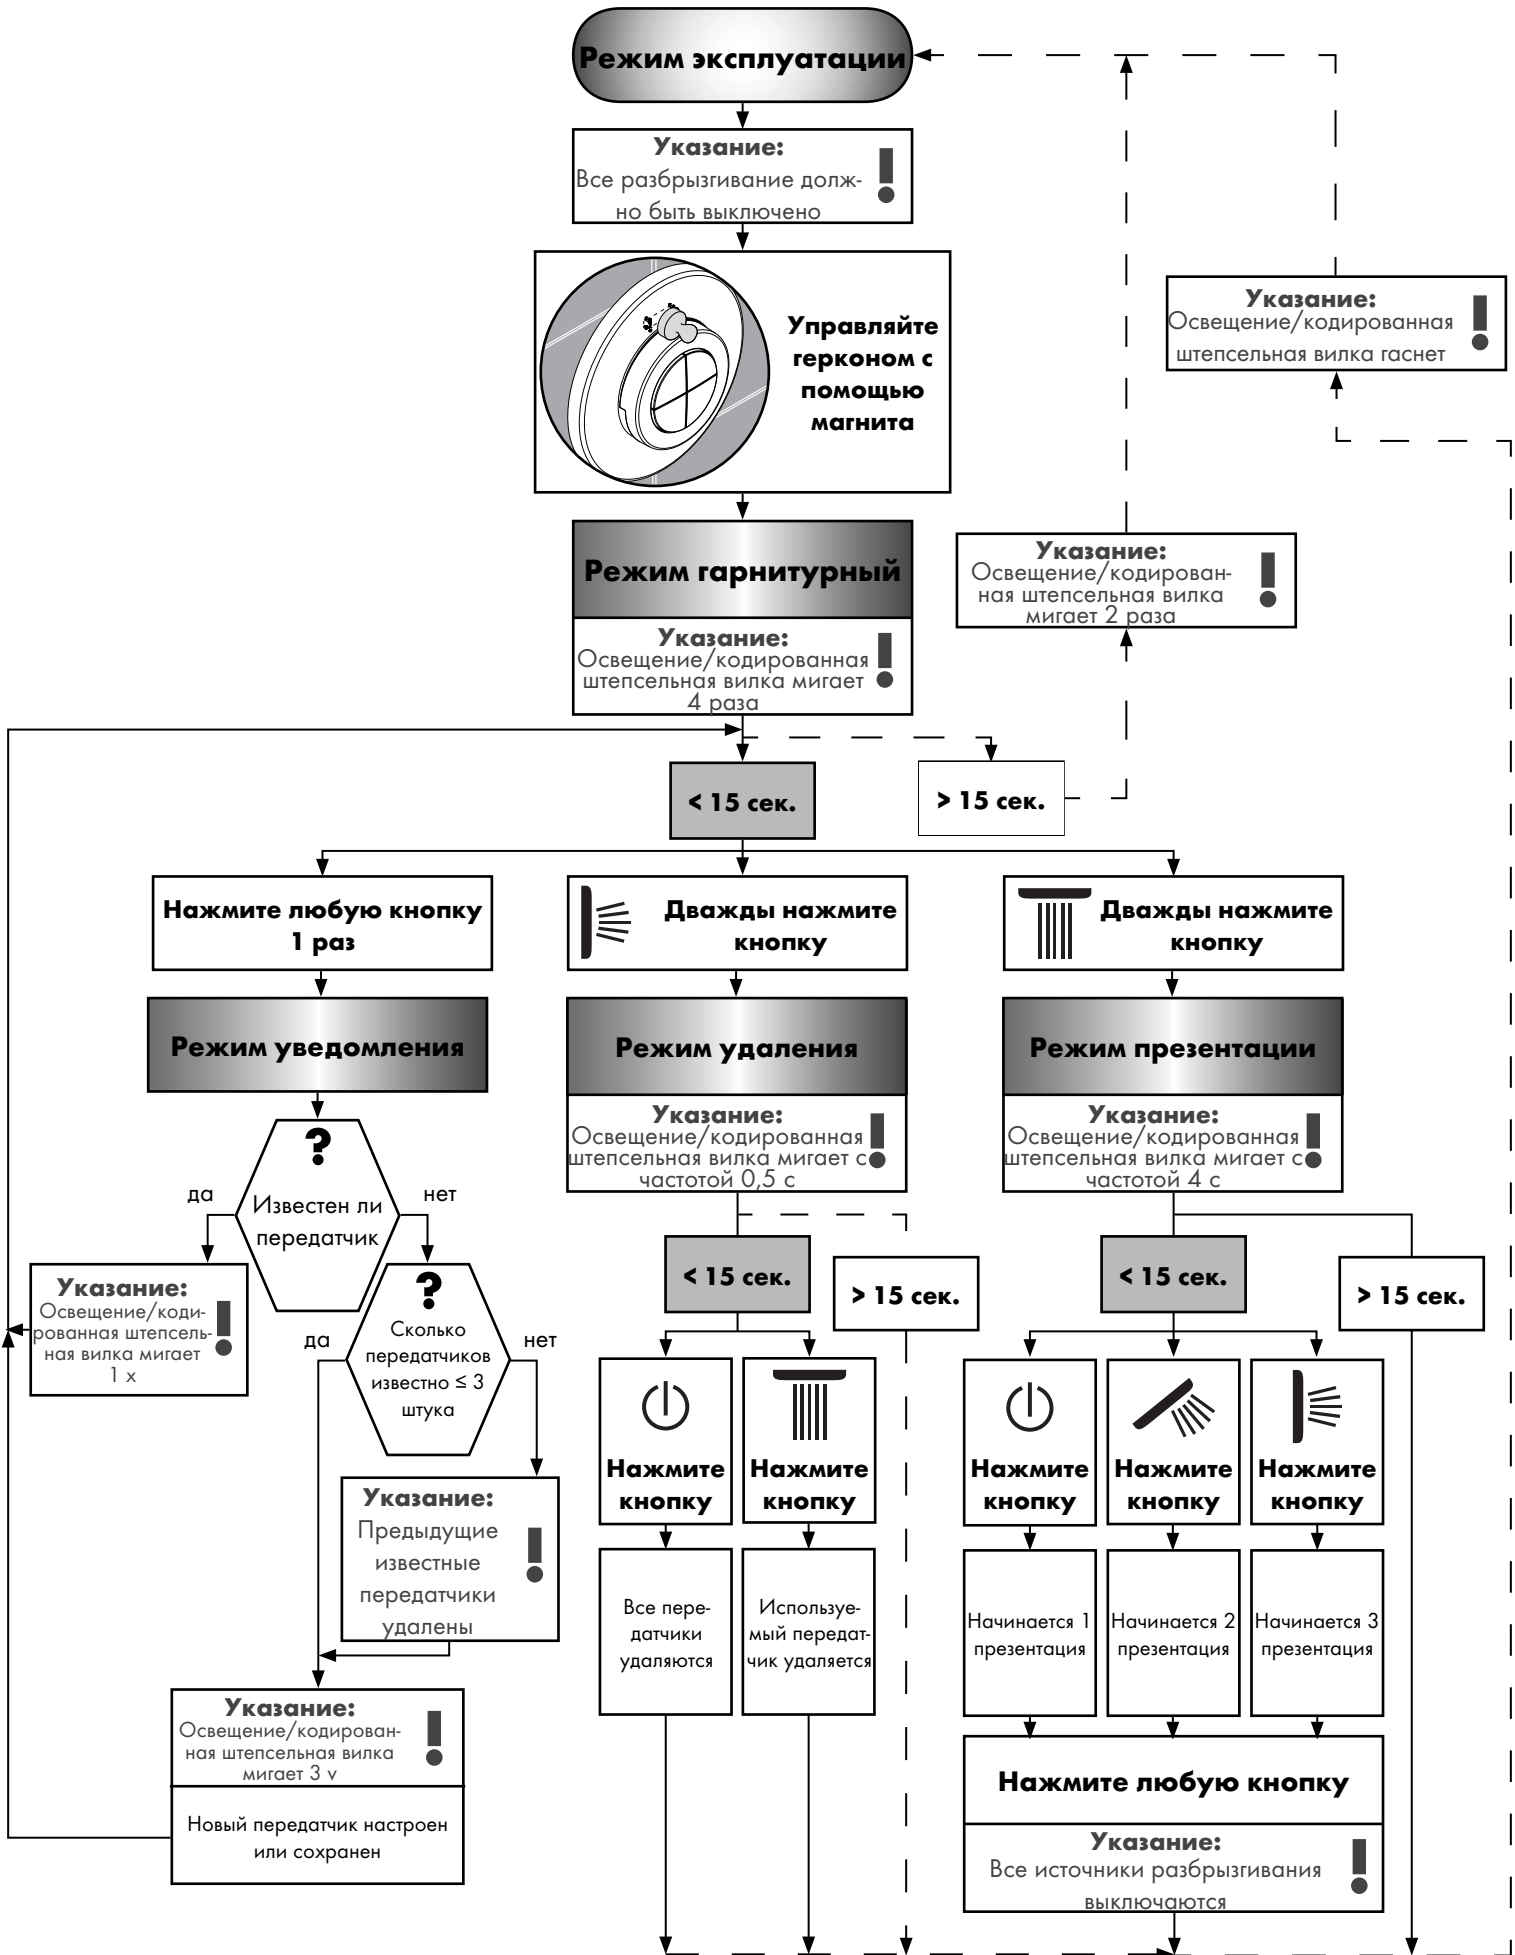 Режим эксплуатации
Указание:
Все разбрызгивание долж-
но быть выключено
Управляйте
герконом с
помощью
магнита
Указание:
Освещение/кодированная
штепсельная вилка гаснет
Режим гарнитурный
Указание:
Освещение/кодированная
штепсельная вилка мигает
4 раза
Указание:
Освещение/кодирован-
ная штепсельная вилка
мигает 2 раза
< 15 сек.
> 15 сек.
Нажмите любую кнопку
1 раз
Дважды нажмите
кнопку
Дважды нажмите
кнопку
Режим уведомления
Режим удаления
Указание:
Освещение/кодированная
штепсельная вилка мигает с
частотой 0,5 с
Режим презентации
Указание:
Освещение/кодированная
штепсельная вилка мигает с
частотой 4 с
?
Известен ли
передатчик
да
нет
Указание:
Освещение/коди-
рованная штепсель-
ная вилка мигает
1 x
?
Сколько
передатчиков
известно ≤ 3
штука
да
нет
Указание:
Предыдущие
известные
передатчики
удалены
Указание:
Освещение/кодирован-
ная штепсельная вилка
мигает 3 v
Новый передатчик настроен
или сохранен
< 15 сек.
> 15 сек.
Нажмите
кнопку
Нажмите
кнопку
Все пере-
датчики
удаляются
Используе-
мый передат-
чик удаляется
< 15 сек.
> 15 сек.
Нажмите
кнопку
Нажмите
кнопку
Нажмите
кнопку
Начинается 1
презентация
Начинается 2
презентация
Начинается 3
презентация
Нажмите любую кнопку
Указание:
Все источники разбрызгивания
выключаются